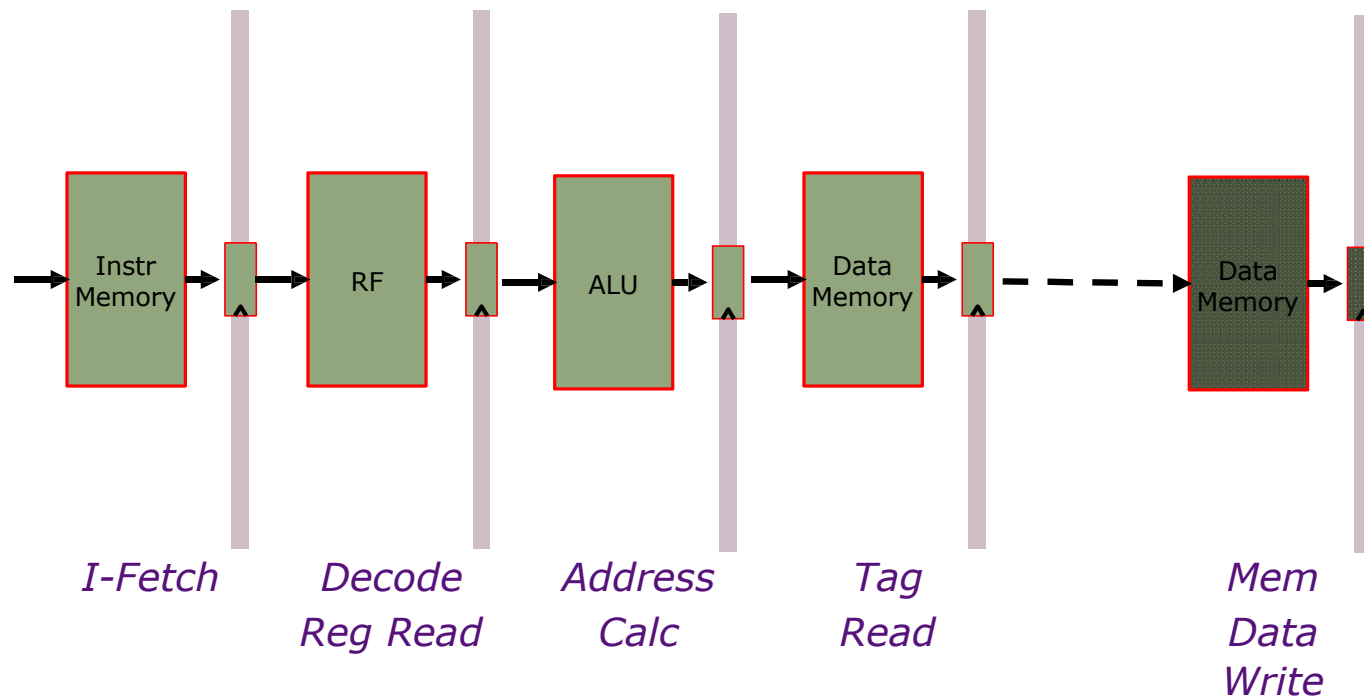 Instr
Memory
RF
ALU
Data
Memory
Data
Memory
I-Fetch
Decode
Reg Read
Address
Calc
Tag
Read
Mem
Data
Write